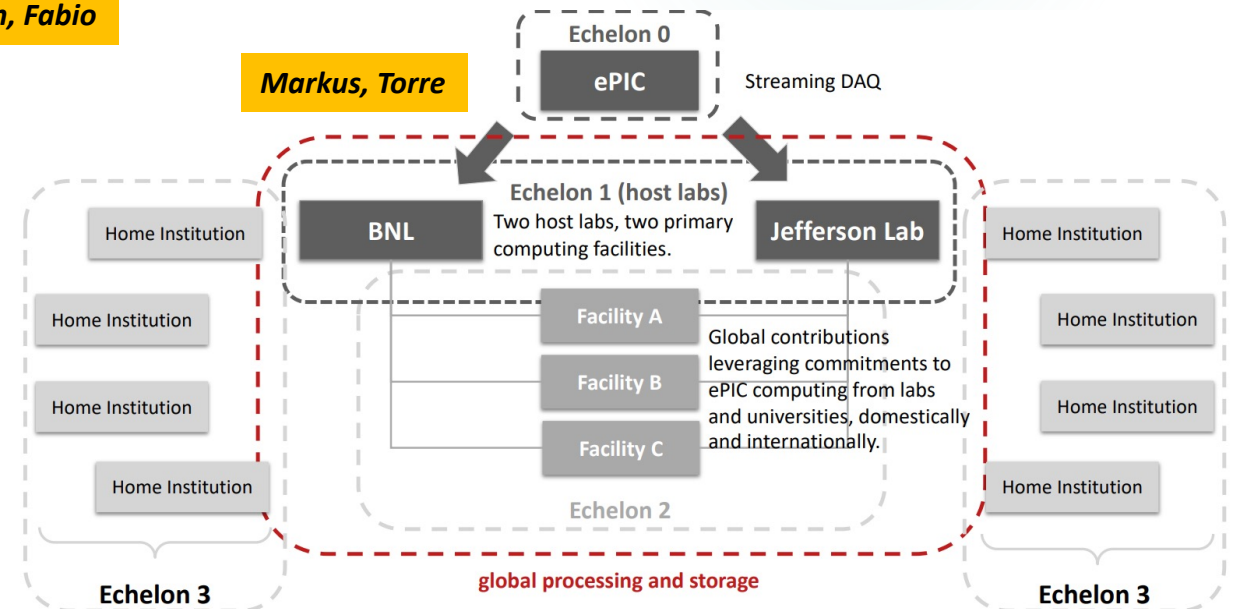 , Fabio
Echelon 0
Markus, Torre
ePIC
Streaming DAQ
Echelon 1 (host labs)
BNL
Two host labs, two primary
computing facilities.
Jefferson Lab
Home Institution
Home Institution
Home Institution
Home Institution
Facility A
Facility B
Facility C
Global contributions
leveraging commitments to
ePIC computing from labs
and universities, domestically
and internationally.
Home Institution
Home Institution
Home Institution
Home Institution
Echelon 2
global processing and storage
Echelon 3
Echelon 3